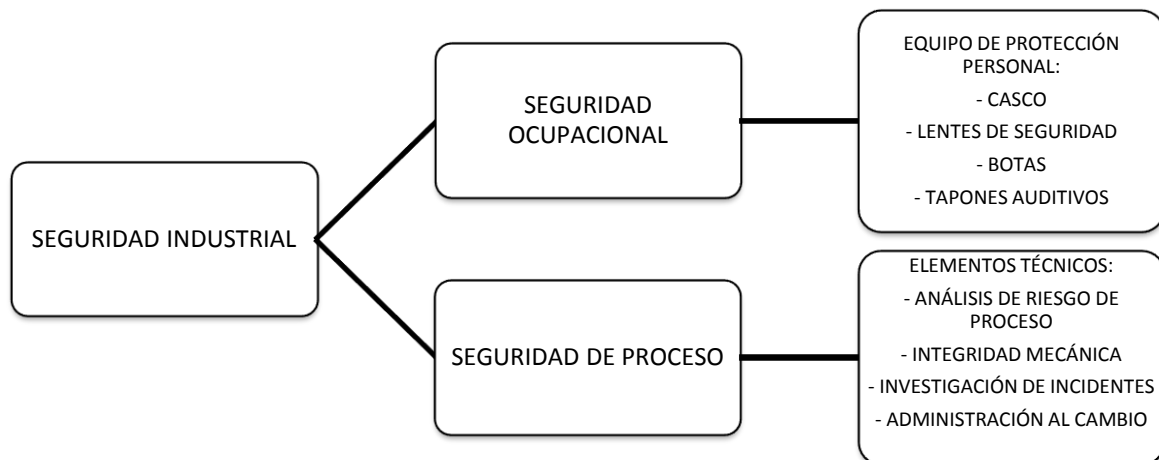 SEGURIDAD INDUSTRIAL
SEGURIDAD
OCUPACIONAL
EQUIPO DE PROTECCIÓN
PERSONAL:
- CASCO
- LENTES DE SEGURIDAD
- BOTAS
- TAPONES AUDITIVOS
SEGURIDAD DE PROCESO
ELEMENTOS TÉCNICOS:
- ANÁLISIS DE RIESGO DE
PROCESO
- INTEGRIDAD MECÁNICA
- INVESTIGACIÓN DE INCIDENTES
- ADMINISTRACIÓN AL CAMBIO